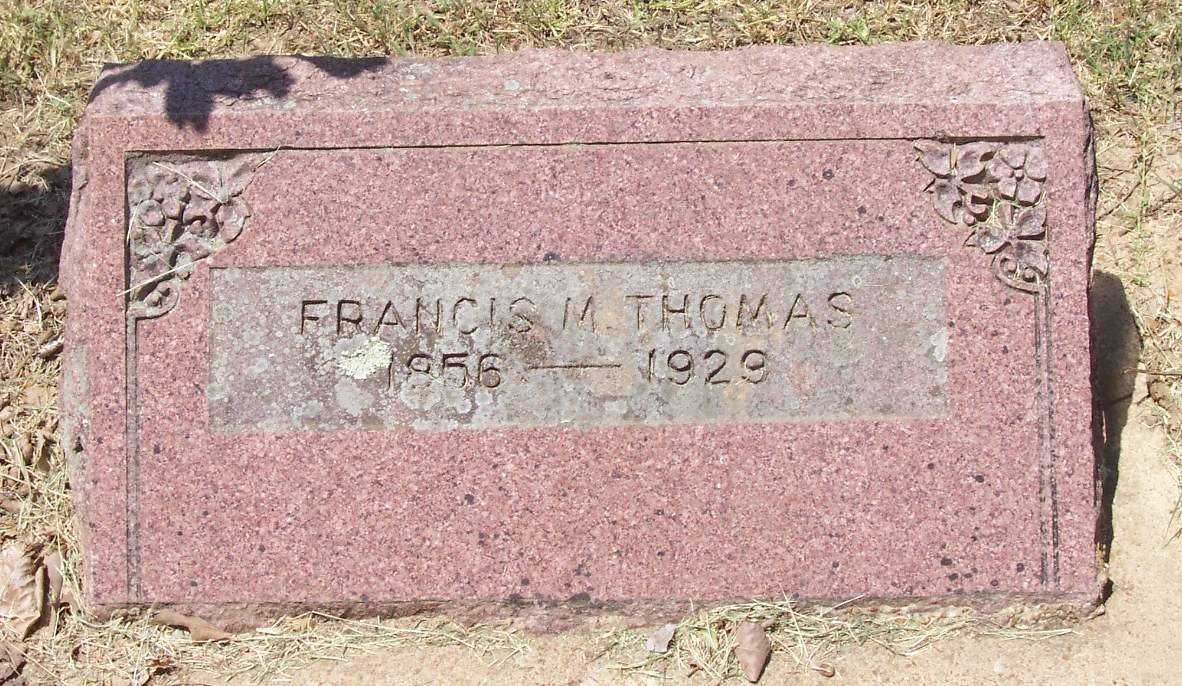 FRANCIS M. THOMAS
1856 — 1929